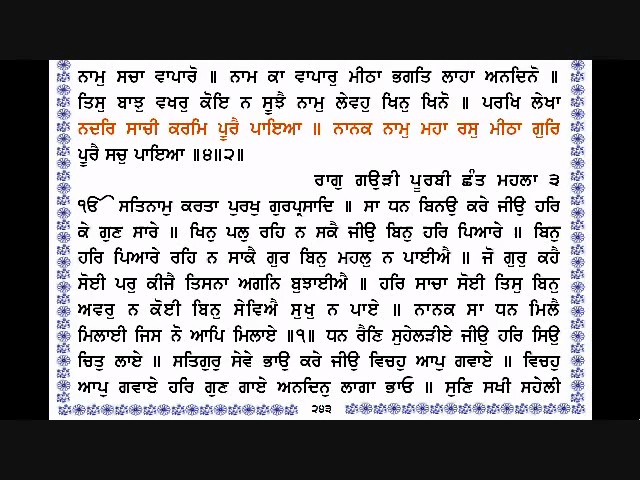 ਨਾਮੁ ਸਚਾ ਵਾਪਾਰੋ ॥ ਨਾਮ ਕਾ ਵਾਪਾਰੁ ਮੀਠਾ ਭਗਤਿ ਲਾਹਾ ਅਨਦਿਨੋ ॥
ਤਿਸੁ ਬਾਝੁ ਵਖਰੁ ਕੋਇ ਨ ਸੂਝੈ ਨਾਮੁ ਲੇਵਹੁ ਖਿਨੁ ਖਿਨੋ ॥ ਪਰਖਿ ਲੇਖਾ
ਨਦਰਿ ਸਾਚੀ ਕਰਮਿ ਪੂਰੈ ਪਾਇਆ ॥ ਨਾਨਕ ਨਾਮੁ ਮਹਾ ਰਸੁ ਮੀਠਾ ਗੁਰਿ
ਪੂਰੈ ਸਚੁ ਪਾਇਆ ॥੪॥੨॥
ਰਾਗੁ ਗਉੜੀ ਪੂਰਬੀ ਛੰਤ ਮਹਲਾ ੩
ੴ ਸਤਿਨਾਮੁ ਕਰਤਾ ਪੁਰਖੁ ਗੁਰਪ੍ਰਸਾਦਿ ॥ ਸਾ ਧਨ ਬਿਨਉ ਕਰੇ ਜੀਉ ਹਰਿ
ਕੇ ਗੁਣ ਸਾਰੇ ॥ ਖਿਨੁ ਪਲੁ ਰਹਿ ਨ ਸਕੈ ਜੀਉ ਬਿਨੁ ਹਰਿ ਪਿਆਰੇ ॥ ਬਿਨੁ
ਹਰਿ ਪਿਆਰੇ ਰਹਿ ਨ ਸਾਕੈ ਗੁਰ ਬਿਨੁ ਮਹਲੁ ਨ ਪਾਈਐ ॥ ਜੋ ਗੁਰੁ ਕਹੈ
ਸੋਈ ਪਰੁ ਕੀਜੈ ਤਿਸਨਾ ਅਗਨਿ ਬੁਝਾਈਐ ॥ ਹਰਿ ਸਾਚਾ ਸੋਈ ਤਿਸੁ ਬਿਨੁ
ਅਵਰੁ ਨ ਕੋਈ ਬਿਨੁ ਸੇਵਿਐ ਸੁਖੁ ਨ ਪਾਏ ॥ ਨਾਨਕ ਸਾ ਧਨ ਮਿਲੈ
ਮਿਲਾਈ ਜਿਸ ਨੋ ਆਪਿ ਮਿਲਾਏ ॥੧॥ ਧਨ ਰੈਣਿ ਸੁਹੇਲੜੀਏ ਜੀਉ ਹਰਿ ਸਿਉ
ਚਿਤੁ ਲਾਏ ॥ ਸਤਿਗੁਰੁ ਸੇਵੇ ਭਾਉ ਕਰੇ ਜੀਉ ਵਿਚਹੁ ਆਪੁ ਗਵਾਏ ॥ ਵਿਚਹੁ
ਆਪੁ ਗਵਾਏ ਹਰਿ ਗੁਣ ਗਾਏ ਅਨਦਿਨੁ ਲਾਗਾ ਭਾਓ ॥ ਸੁਣਿ ਸਖੀ ਸਹੇਲੀ
੨੪੩